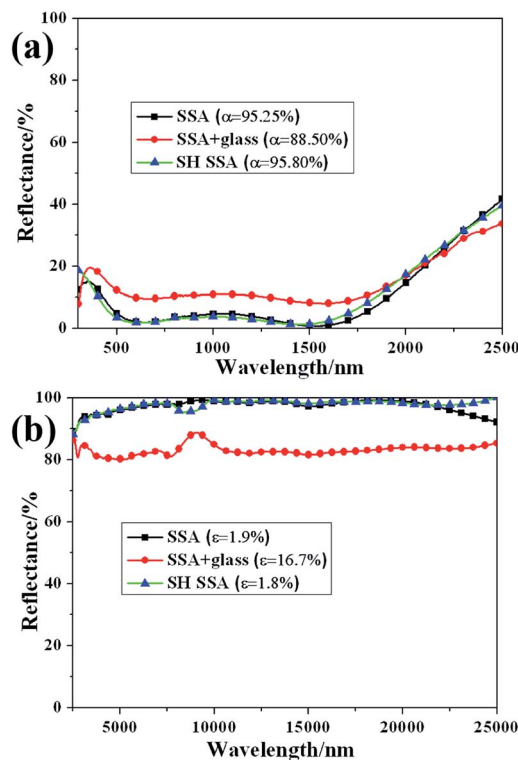 (a)
Reflectance/%
100
80
60
40
20
0
SSA (α=95.25%)
SSA+glass (α=88.50%)
SH SSA (α=95.80%)
500 1000 1500 2000 2500
Wavelength/nm
(b)
Reflectance/%
100
80
60
40
20
0
SSA (ε=1.9%)
SSA+glass (ε=16.7%)
SH SSA (ε=1.8%)
5000 10000 15000 20000 25000
Wavelength/nm